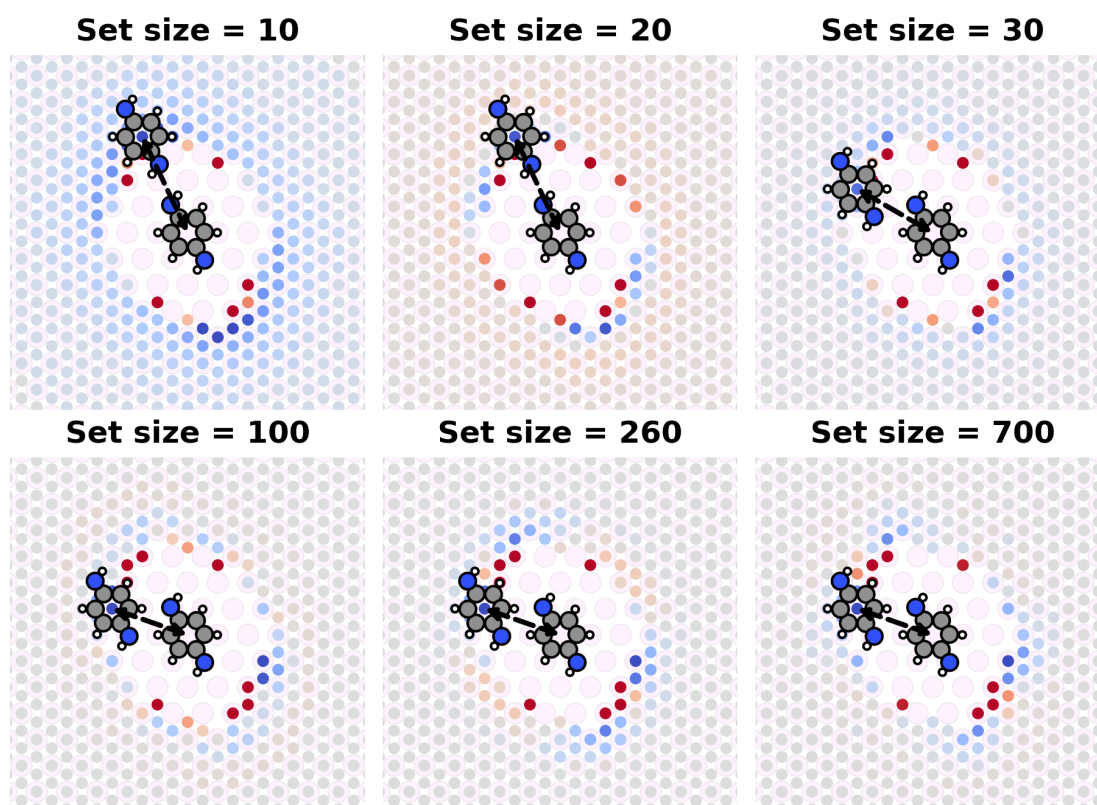 Set size = 10
Set size = 20
Set size = 30
Set size = 100
Set size = 260
Set size = 700